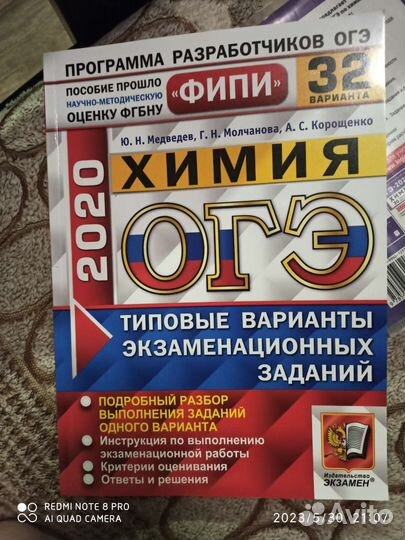 ПРОГРАММА РАЗРАБОТЧИКОВ ОГЭ
ПОСОБИЕ ПРОШЛО
НАУЧНО-МЕТОДИЧЕСКУЮ
ОЦЕНКУ ФГБНУ
«ФИПИ»
32
ВАРИАНТА
Ю. Н. Медведев, Г. Н. Молчанова, А. С. Корощенко
2020
ХИМИЯ
ОГЭ
ТИПОВЫЕ ВАРИАНТЫ
ЭКЗАМЕНАЦИОННЫХ
ЗАДАНИЙ
• ПОДРОБНЫЙ РАЗБОР
ВЫПОЛНЕНИЯ ЗАДАНИЙ
ОДНОГО ВАРИАНТА
• Инструкция по выполнению
экзаменационной работы
• Критерии оценивания
• Ответы и решения
Издательство
ЭКЗАМЕН®
REDMI NOTE 8 PRO
AI QUAD CAMERA
2023/5/30 21:07
Avito